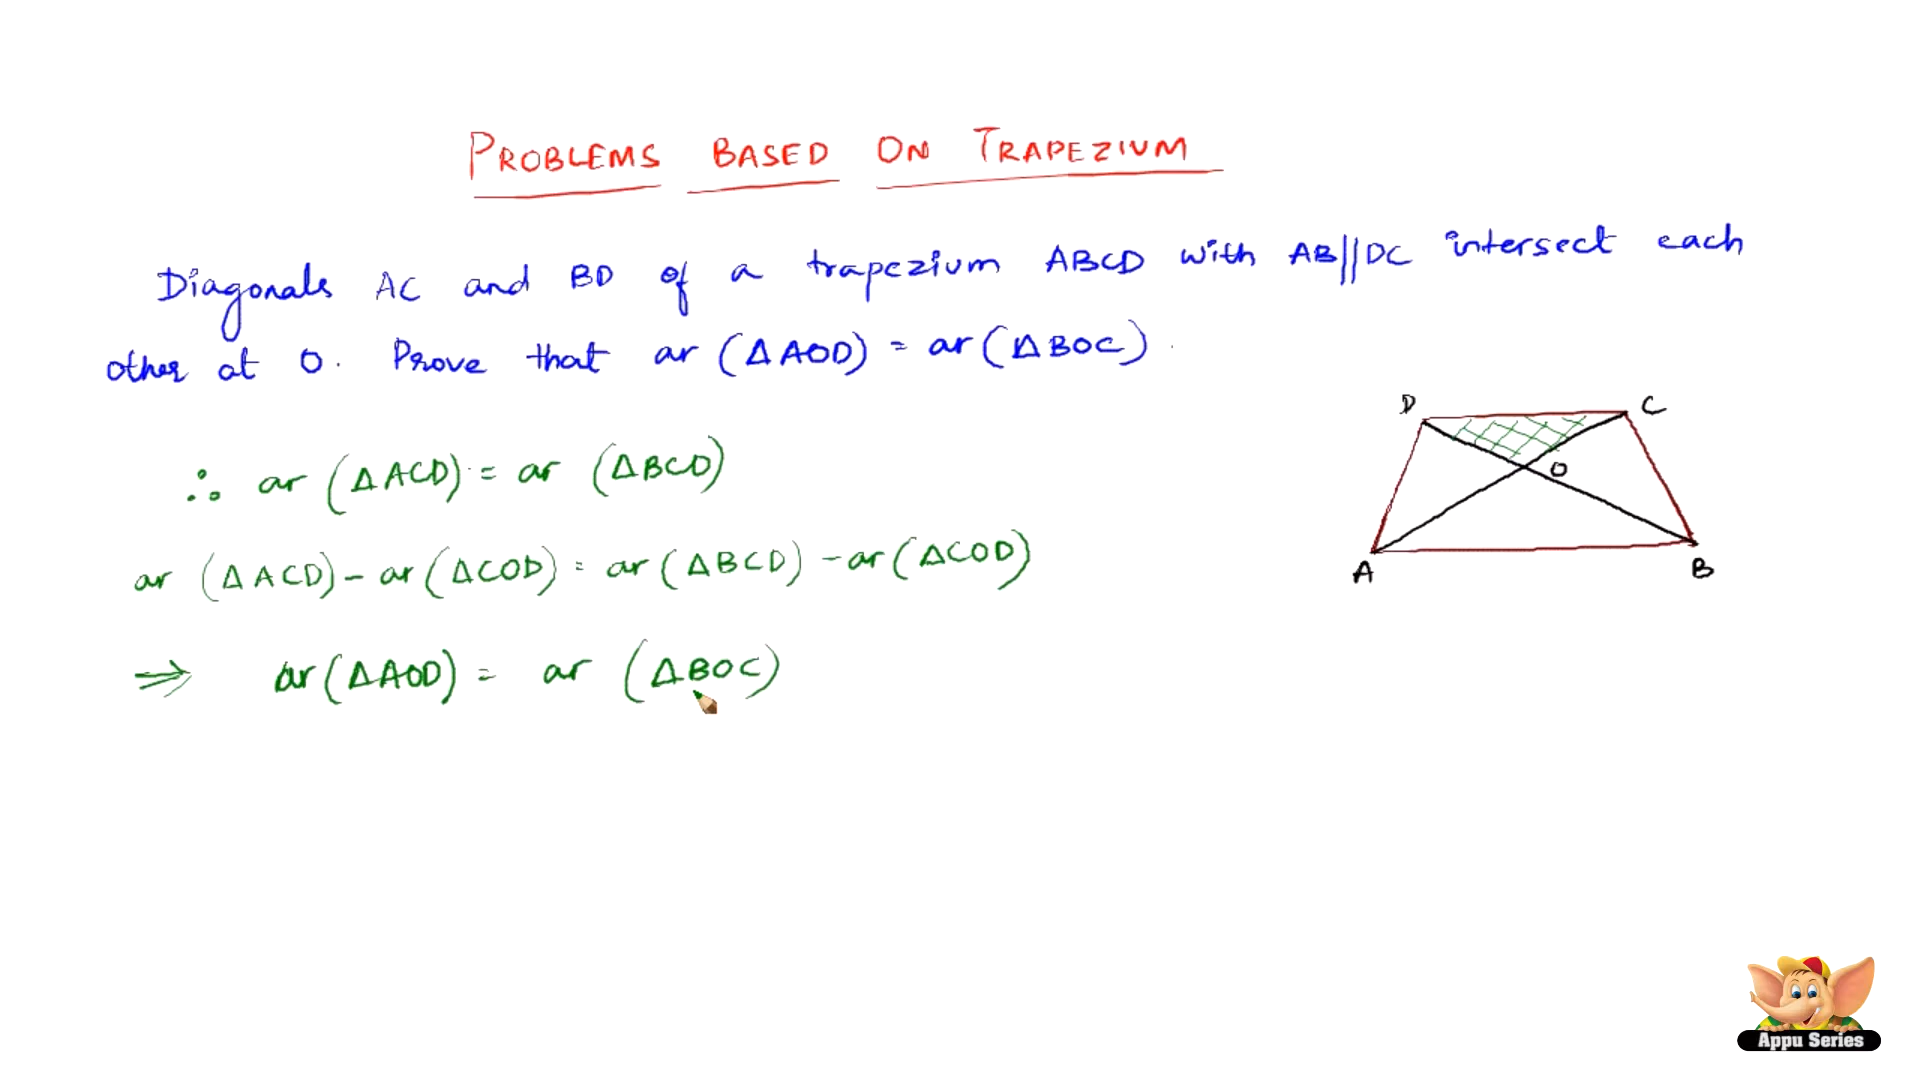 PROBLEMS BASED ON TRAPEZIUM
Diagonals AC and BD of a trapezium ABCD with AB||DC intersect each
other at O. Prove that ar (ΔAOD) = ar (ΔBOC).
∴ ar (ΔACD) = ar (ΔBCD)
ar (ΔACD) - ar (ΔCOD) = ar (ΔBCD) - ar (ΔCOD)
⇒ ar (ΔAOD) = ar (ΔBOC)
D C
O
A B
Appu Series